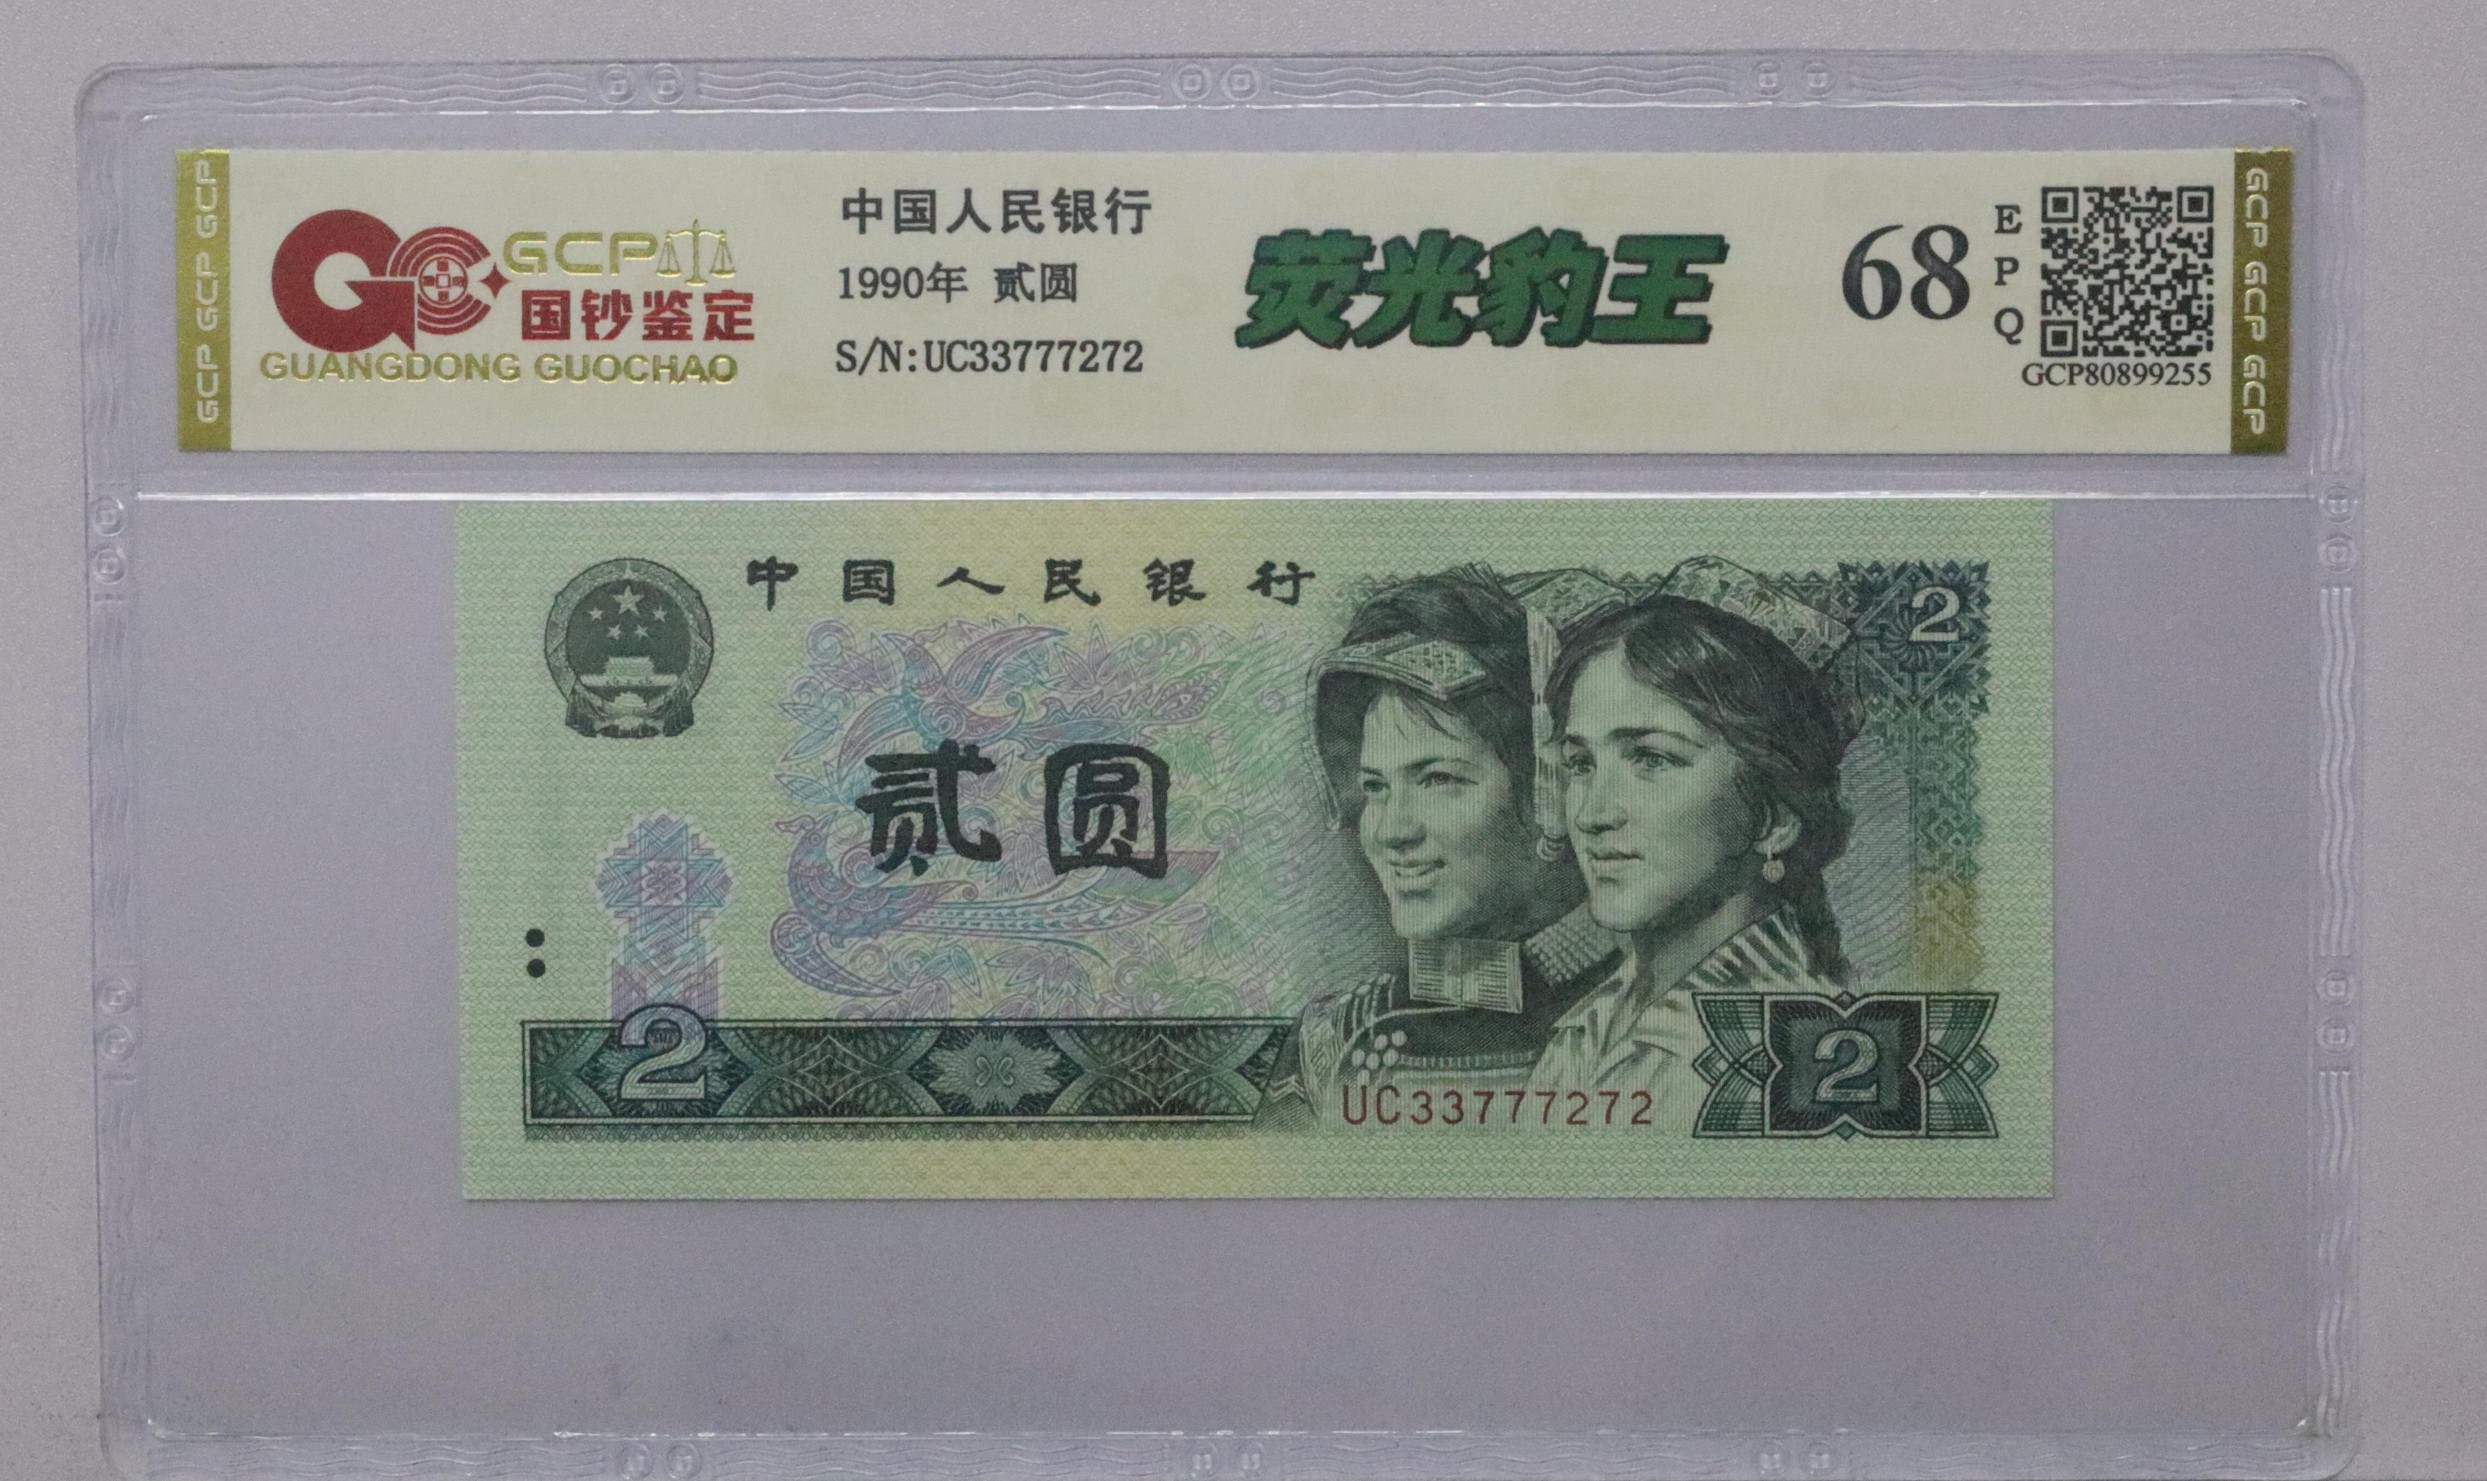 GCP GCP GCP
GCP
国钞鉴定
GUANGDONG GUOCHAO
中国人民银行
1990年 贰圆
S/N:UC33777272
荧光豹王
68
EPQ
GCP80899255
GCP GCP GCP
中国人民银行
2
贰圆
2
2
UC33777272